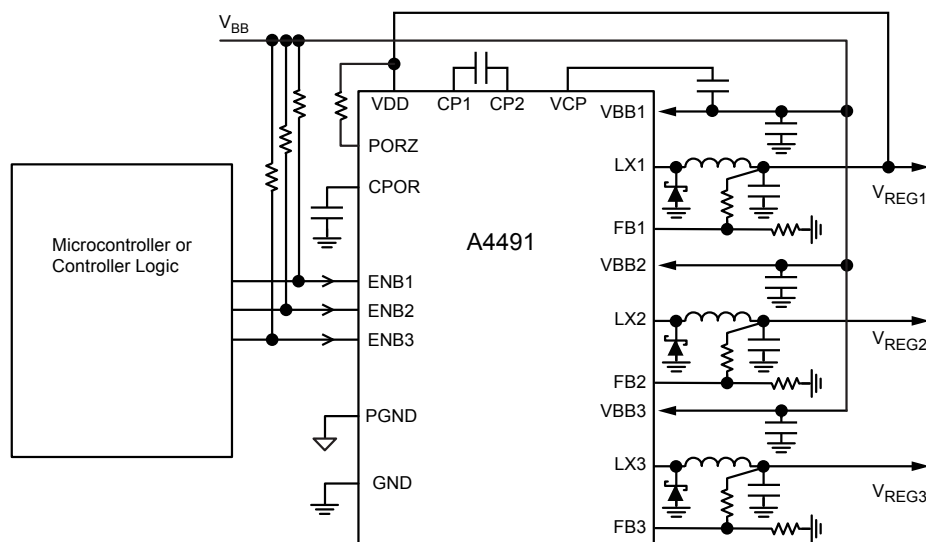 VBB
VDD
CP1
CP2
VCP
VBB1
PORZ
LX1
CPOR
VREG1
FB1
A4491
Microcontroller or
Controller Logic
VBB2
ENB1
ENB2
LX2
VREG2
ENB3
FB2
VBB3
PGND
LX3
GND
VREG3
FB3